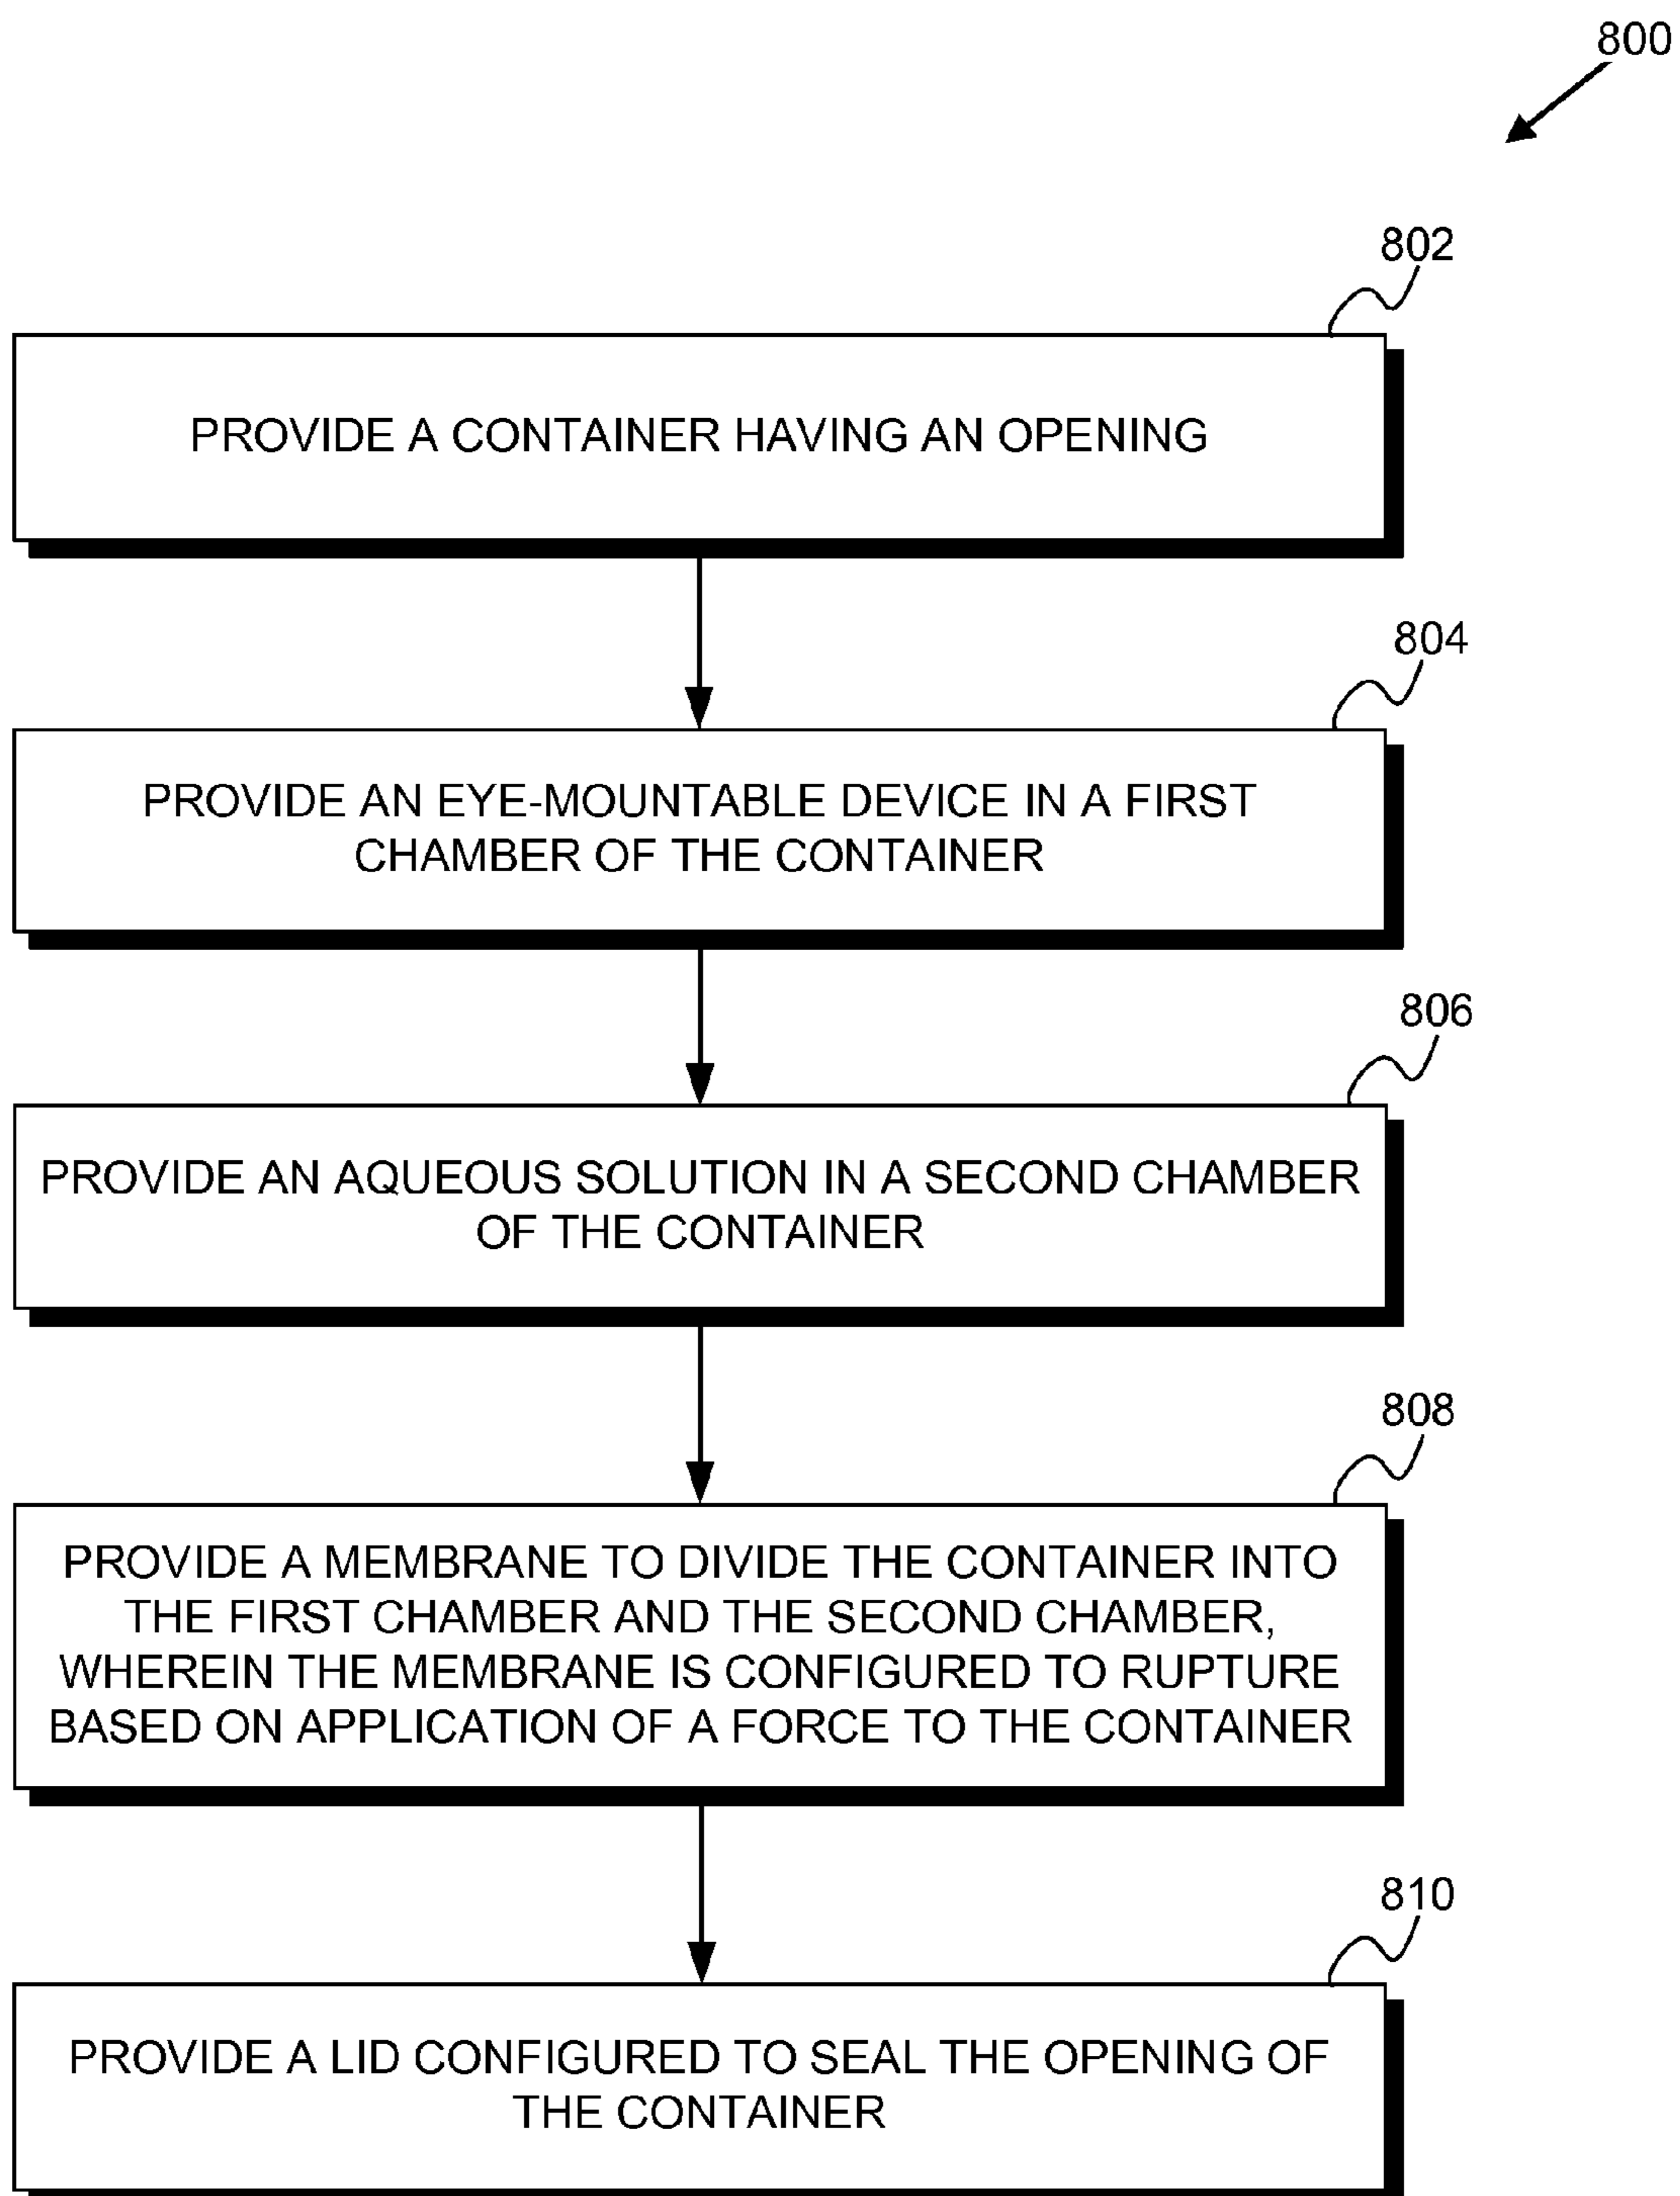 800
802
PROVIDE A CONTAINER HAVING AN OPENING
804
PROVIDE AN EYE-MOUNTABLE DEVICE IN A FIRST
CHAMBER OF THE CONTAINER
806
PROVIDE AN AQUEOUS SOLUTION IN A SECOND CHAMBER
OF THE CONTAINER
808
PROVIDE A MEMBRANE TO DIVIDE THE CONTAINER INTO
THE FIRST CHAMBER AND THE SECOND CHAMBER,
WHEREIN THE MEMBRANE IS CONFIGURED TO RUPTURE
BASED ON APPLICATION OF A FORCE TO THE CONTAINER
810
PROVIDE A LID CONFIGURED TO SEAL THE OPENING OF
THE CONTAINER